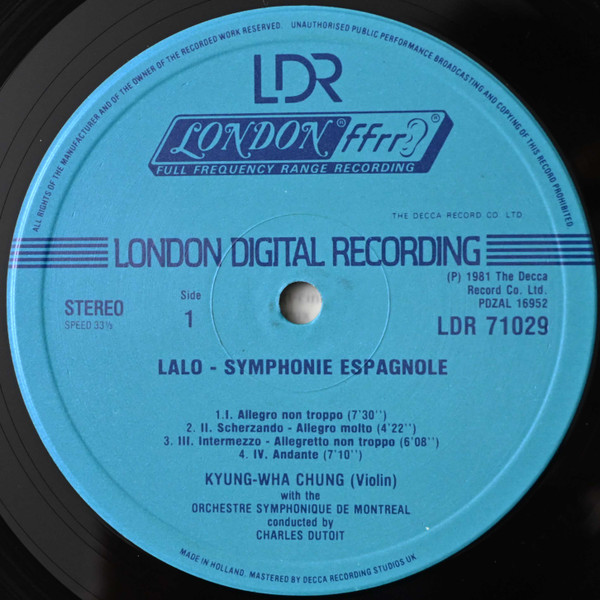 ALL RIGHTS OF THE MANUFACTURER AND OF THE OWNER OF THE RECORDED WORK RESERVED. UNAUTHORISED PUBLIC PERFORMANCE BROADCASTING AND COPYING OF THIS RECORD PROHIBITED.
LDR
LONDON® ffrr®
FULL FREQUENCY RANGE RECORDING
THE DECCA RECORD CO. LTD.
LONDON DIGITAL RECORDING
(P) 1981 The Decca
Record Co. Ltd.
PDZAL 16952
STEREO
SPEED 33⅓
Side
1
LDR 71029
LALO - SYMPHONIE ESPAGNOLE
1.I. Allegro non troppo (7'30'')
2. II. Scherzando - Allegro molto (4'22'')
3. III. Intermezzo - Allegretto non troppo (6'08'')
4. IV. Andante (7'10'')
KYUNG-WHA CHUNG (Violin)
with the
ORCHESTRE SYMPHONIQUE DE MONTREAL
conducted by
CHARLES DUTOIT
MADE IN HOLLAND. MASTERED BY DECCA RECORDING STUDIOS UK